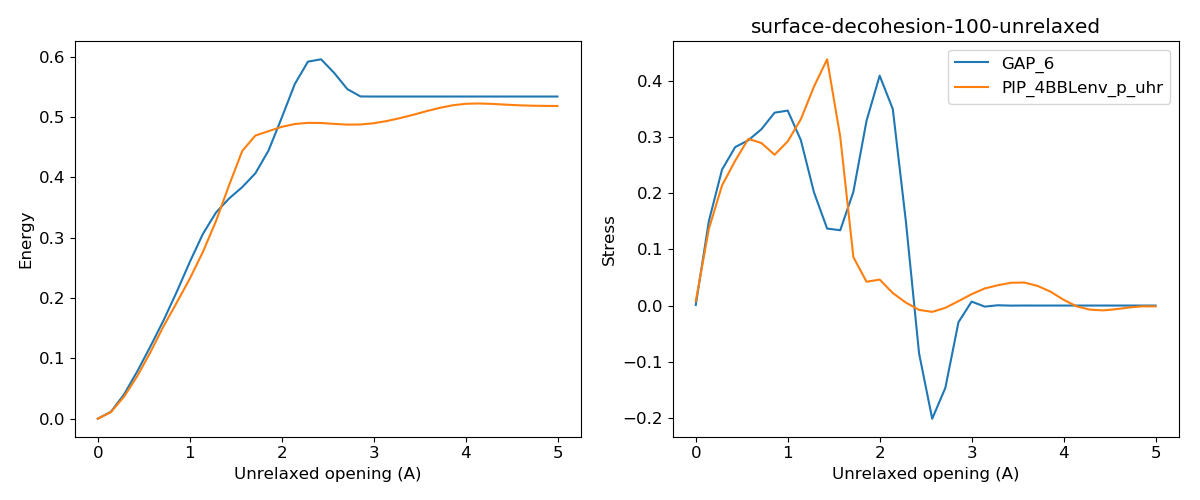 Energy
0.6
0.5
0.4
0.3
0.2
0.1
0.0
0 1 2 3 4 5
Unrelaxed opening (A)
surface-decohesion-100-unrelaxed
GAP_6
PIP_4BBLenv_p_uhr
Stress
0.4
0.3
0.2
0.1
0.0
−0.1
−0.2
0 1 2 3 4 5
Unrelaxed opening (A)